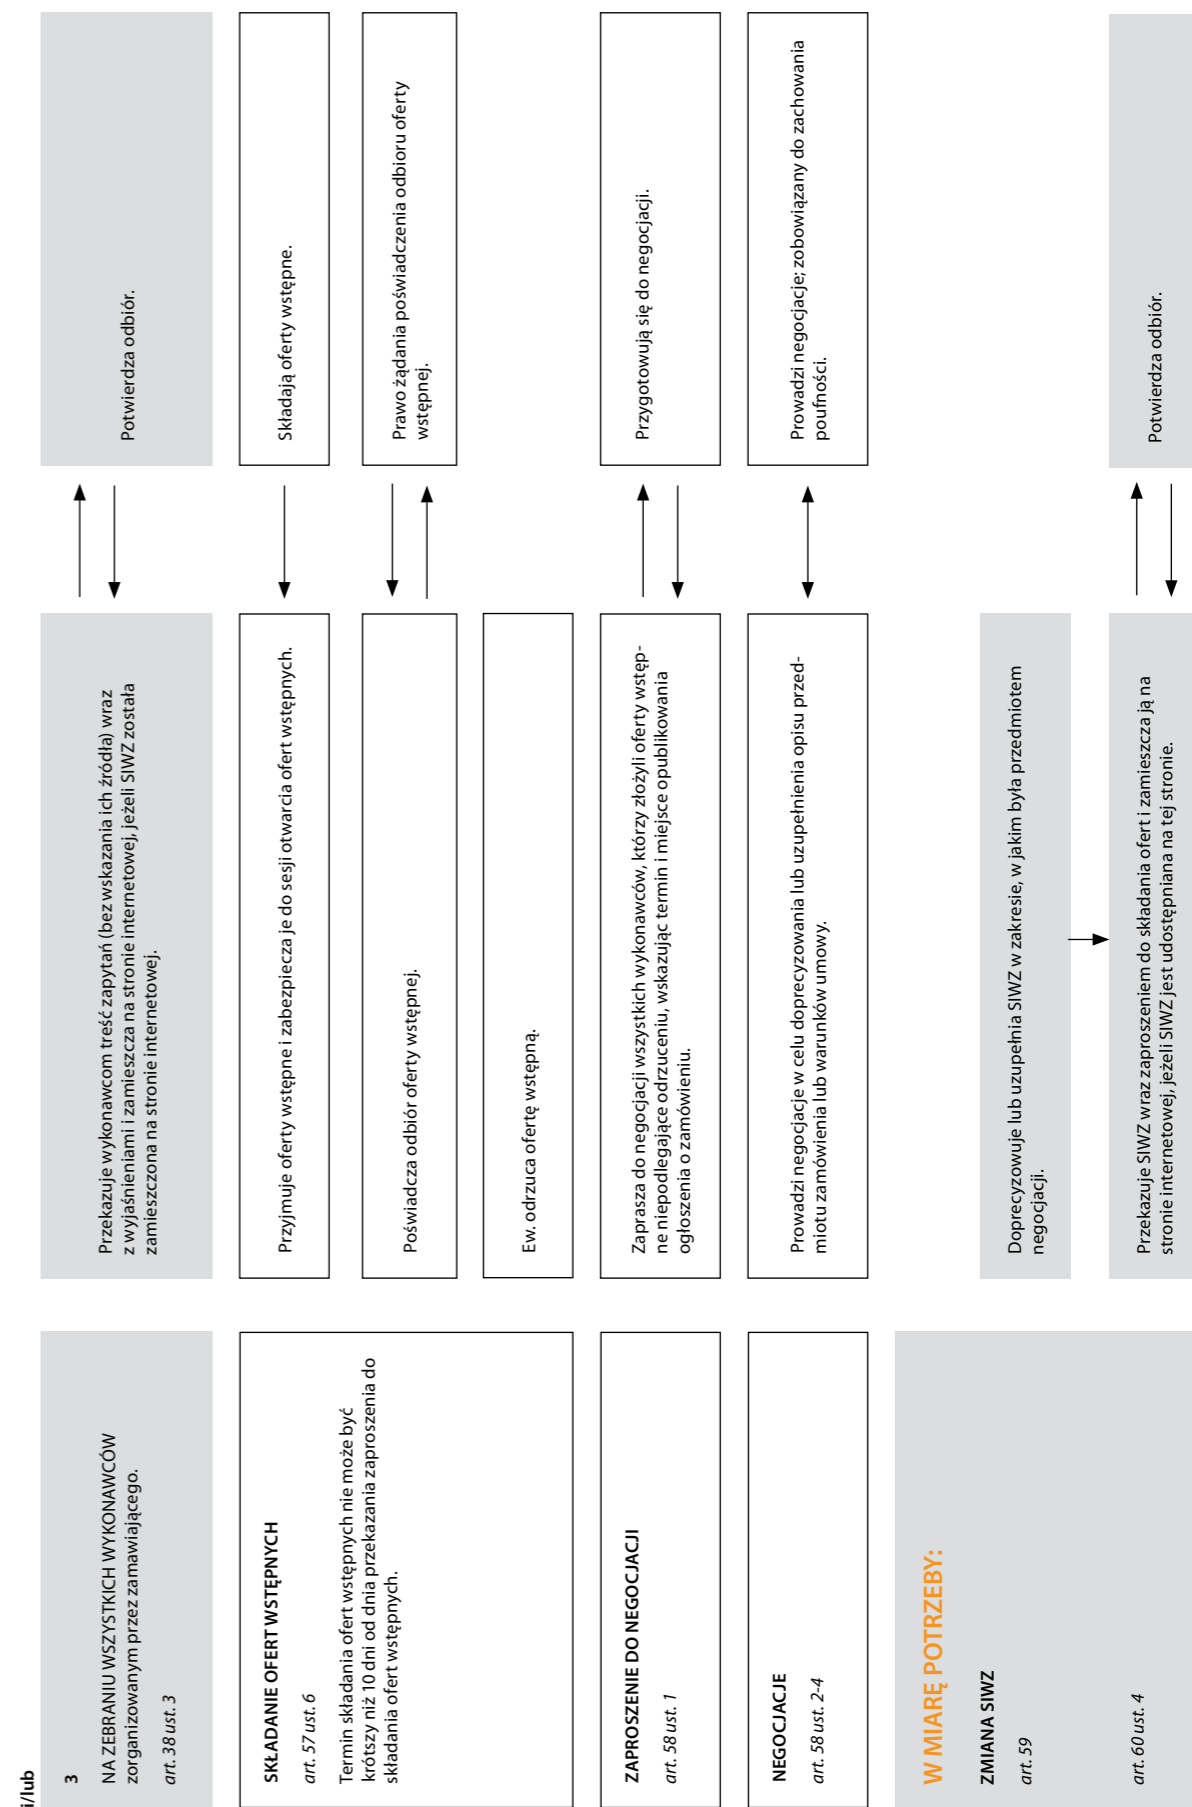 i/lub
3
NA ZEBRANIU WSZYSTKICH WYKONAWCÓW
zorganizowanym przez zamawiającego.
art. 38 ust. 3
Przekazuje wykonawcom treść zapytań (bez wskazania ich źródła) wraz
z wyjaśnieniami i zamieszcza na stronie internetowej, jeżeli SIWZ została
zamieszczona na stronie internetowej.
Potwierdza odbiór.
SKŁADANIE OFERT WSTĘPNYCH
art. 57 ust. 6
Termin składania ofert wstępnych nie może być
krótszy niż 10 dni od dnia przekazania zaproszenia do
składania ofert wstępnych.
Przyjmuje oferty wstępne i zabezpiecza je do sesji otwarcia ofert wstępnych.
Składają oferty wstępne.
Poświadcza odbiór oferty wstępnej.
Prawo żądania poświadczenia odbioru oferty
wstępnej.
Ew. odrzuca ofertę wstępną.
ZAPROSZENIE DO NEGOCJACJI
art. 58 ust. 1
Zaprasza do negocjacji wszystkich wykonawców, którzy złożyli oferty wstęp-
ne niepodlegające odrzuceniu, wskazując termin i miejsce opublikowania
ogłoszenia o zamówieniu.
Przygotowują się do negocjacji.
NEGOCJACJE
art. 58 ust. 2-4
Prowadzi negocjacje w celu doprecyzowania lub uzupełnienia opisu przed-
miotu zamówienia lub warunków umowy.
Prowadzi negocjacje; zobowiązany do zachowania
poufności.
W MIARĘ POTRZEBY:
ZMIANA SIWZ
art. 59
Doprecyzowuje lub uzupełnia SIWZ w zakresie, w jakim była przedmiotem
negocjacji.
art. 60 ust. 4
Przekazuje SIWZ wraz zaproszeniem do składania ofert i zamieszcza ją na
stronie internetowej, jeżeli SIWZ jest udostępniana na tej stronie.
Potwierdza odbiór.